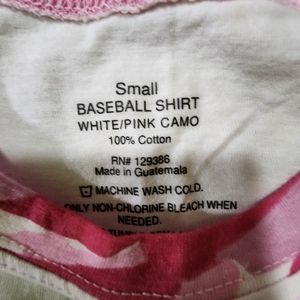 Small
BASEBALL SHIRT
WHITE/PINK CAMO
100% Cotton
RN# 129386
Made in Guatemala
MACHINE WASH COLD.
ONLY NON-CHLORINE BLEACH WHEN
NEEDED.
TUMBLE